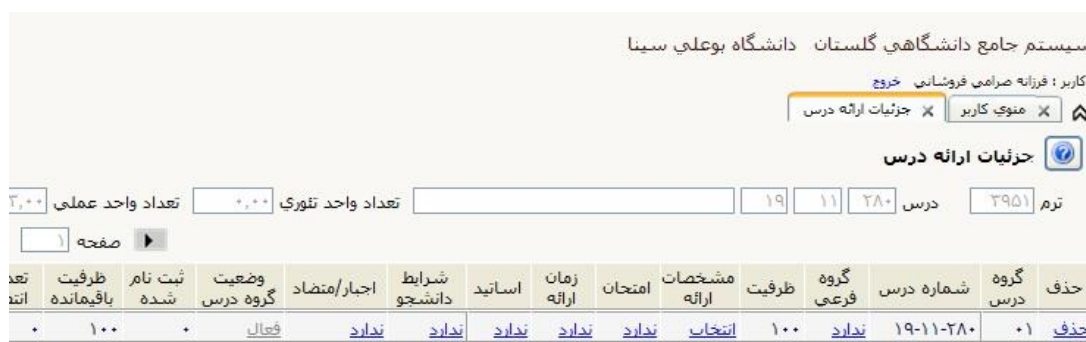 سيستم جامع دانشگاهي گلستان دانشگاه بوعلي سينا
کاربر : فرزانه صرامي فروشاني خروج
منوي کاربر جزئيات ارائه درس
جزئيات ارائه درس
ترم ۳۹۵۱ درس ۲۸۰ ۱۱ ۱۹ تعداد واحد تئوري ۰,۰۰ تعداد واحد عملي ۳,۰۰
صفحه ۱
حذف گروه درس شماره درس گروه فرعي ظرفيت مشخصات ارائه امتحان زمان ارائه اساتيد شرايط دانشجو اجبار/متضاد وضعيت گروه درس ثبت نام شده ظرفيت باقيمانده
حذف ۰۱ ۱۹-۱۱-۲۸۰ ندارد ۱۰۰ انتخاب ندارد ندارد ندارد ندارد ندارد فعال ۰ ۱۰۰ ۰